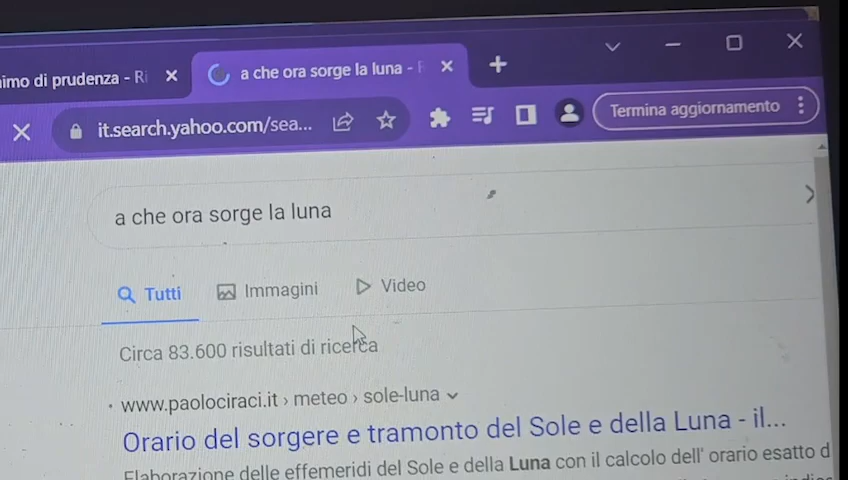 imo di prudenza - Ri
a che ora sorge la luna -
it.search.yahoo.com/sea...
Termina aggiornamento
a che ora sorge la luna
Tutti
Immagini
Video
Circa 83.600 risultati di ricerca
www.paolociraci.it › meteo › sole-luna
Orario del sorgere e tramonto del Sole e della Luna - il...
Elaborazione delle effemeridi del Sole e della Luna con il calcolo dell' orario esatto d